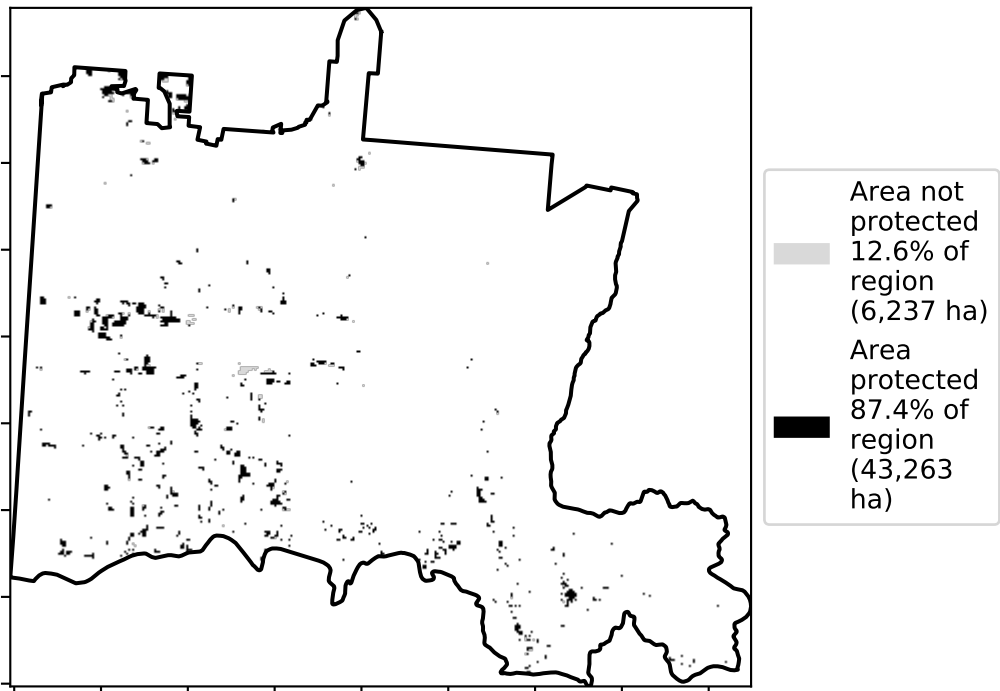 Area not
protected
12.6% of
region
(6,237 ha)
Area
protected
87.4% of
region
(43,263
ha)